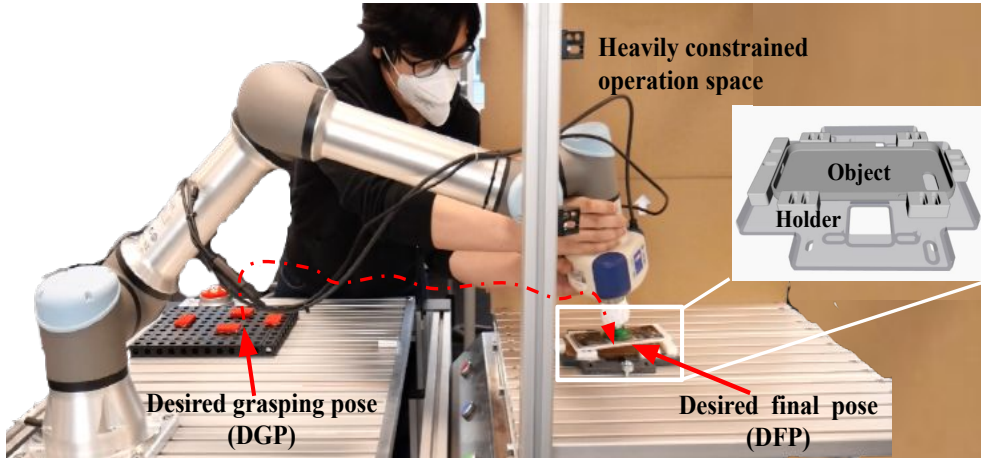 Heavily constrained
operation space
Object
Holder
Desired grasping pose
(DGP)
Desired final pose
(DFP)